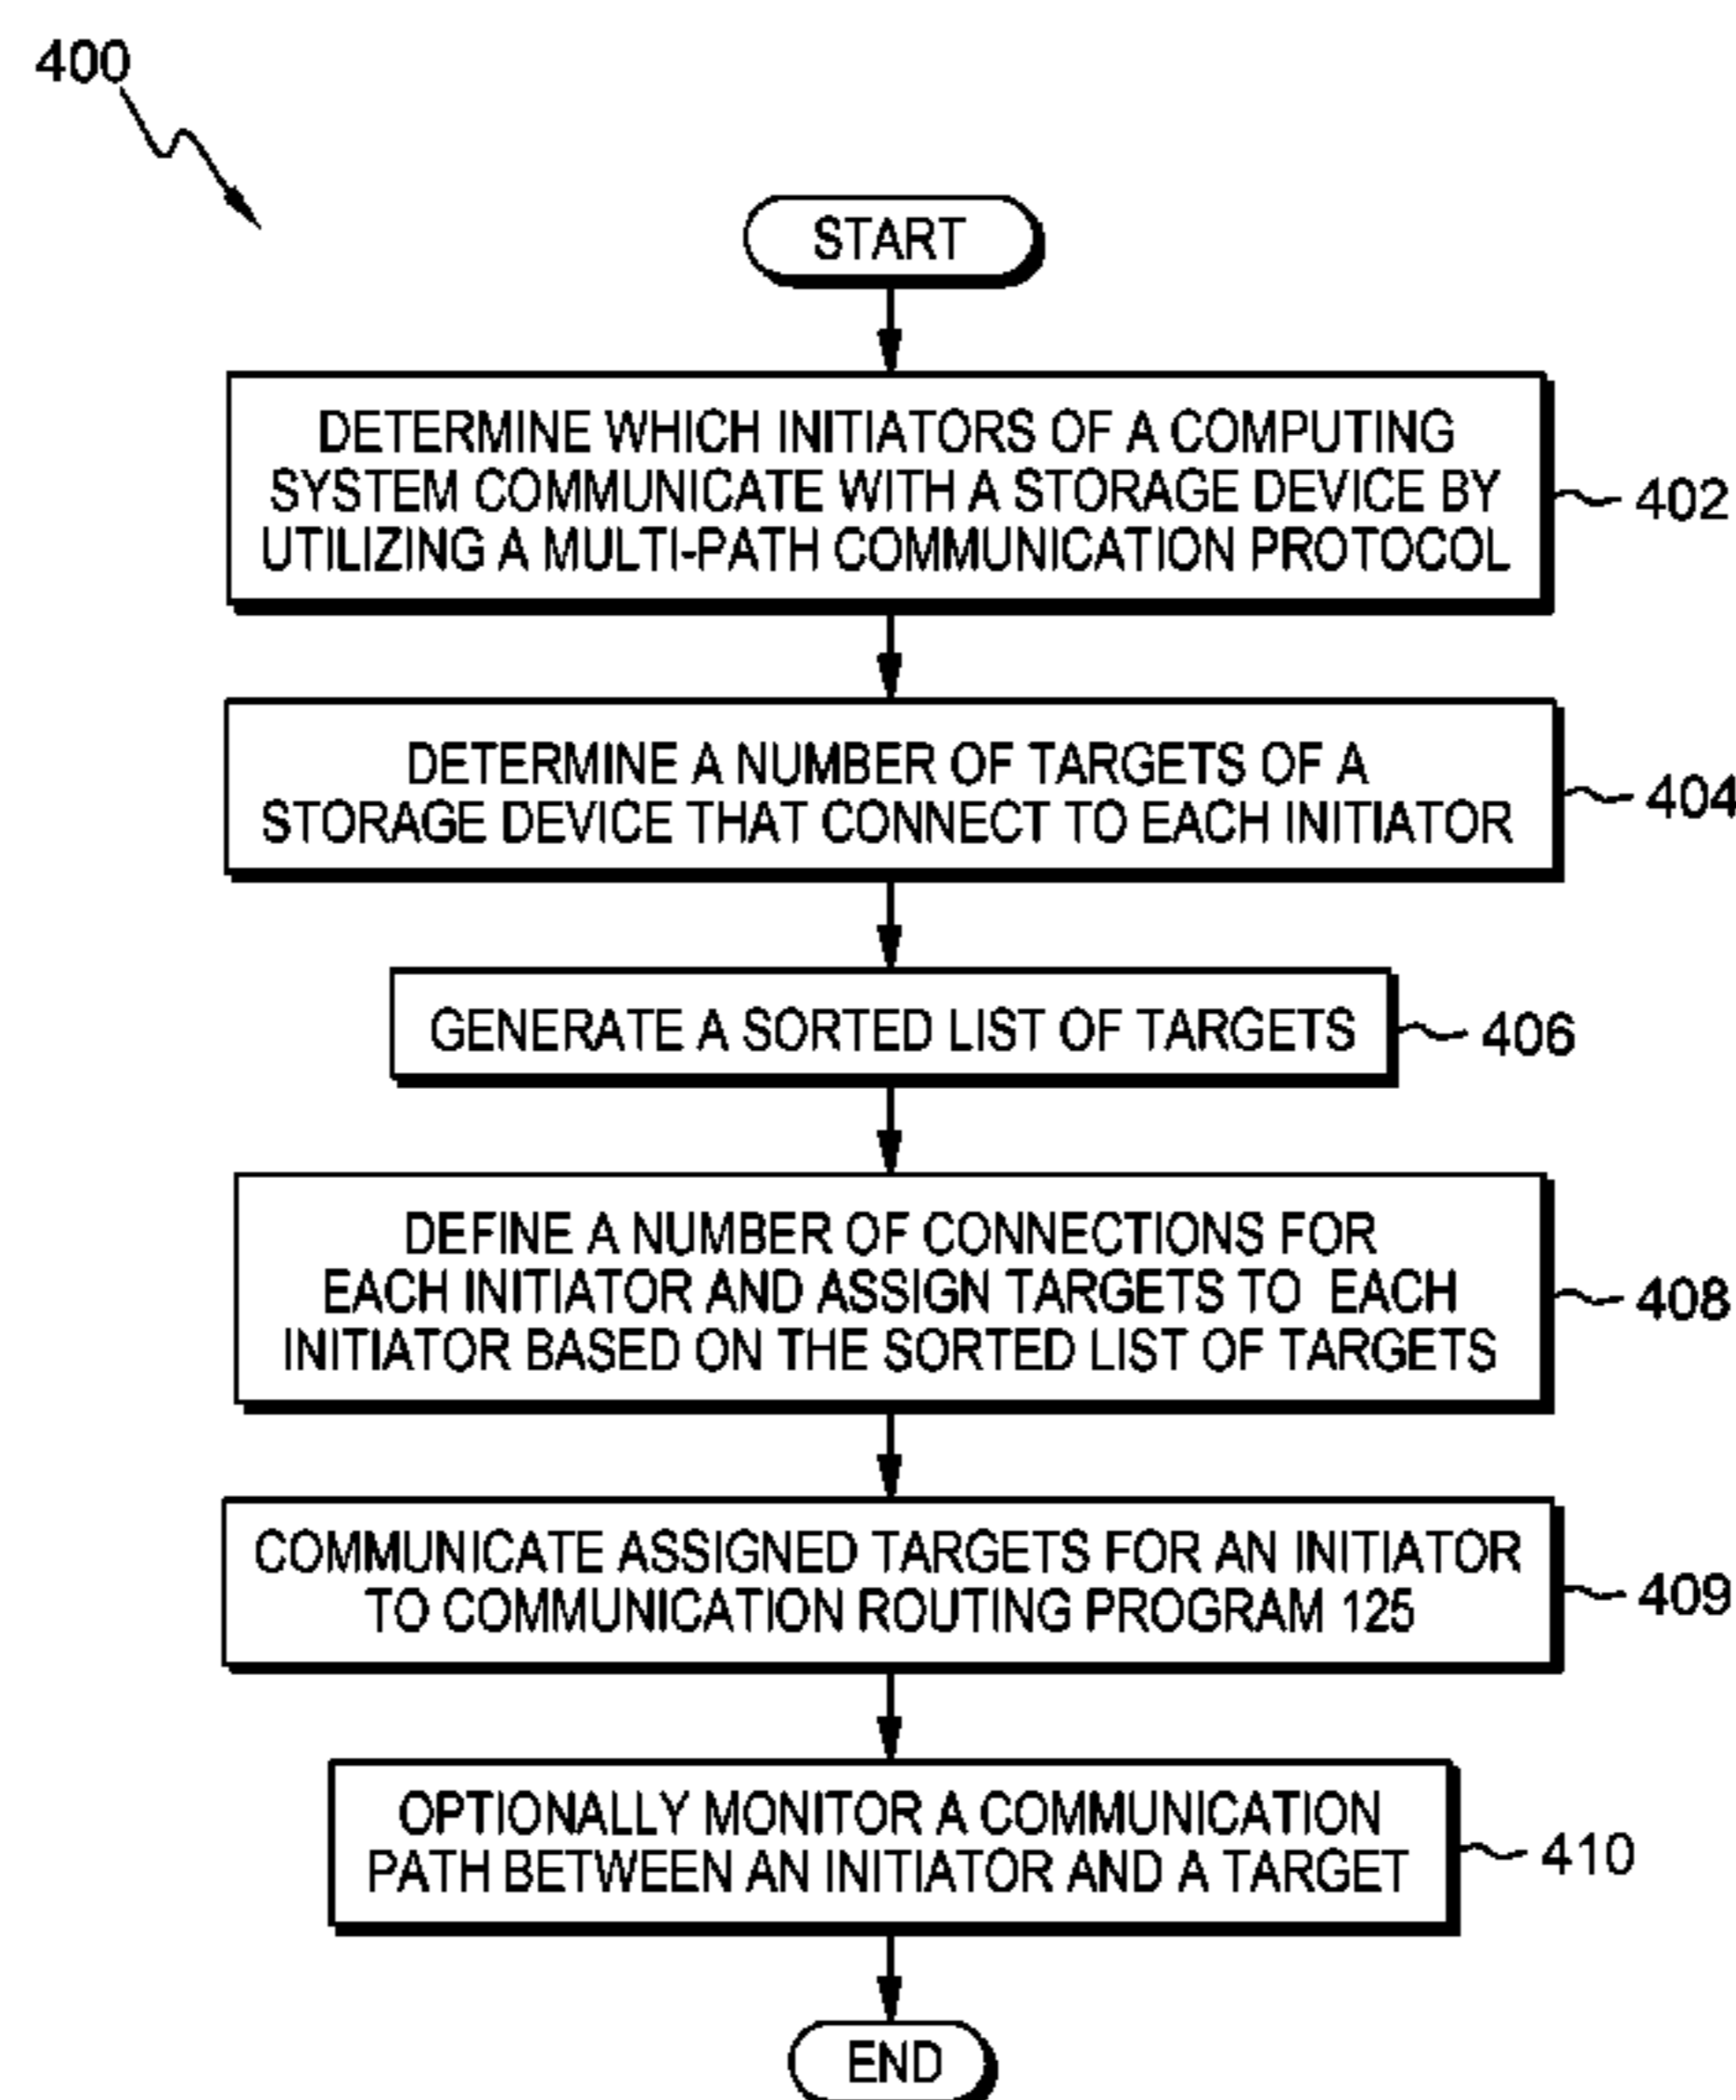 400
START
DETERMINE WHICH INITIATORS OF A COMPUTING
SYSTEM COMMUNICATE WITH A STORAGE DEVICE BY
UTILIZING A MULTI-PATH COMMUNICATION PROTOCOL
402
DETERMINE A NUMBER OF TARGETS OF A
STORAGE DEVICE THAT CONNECT TO EACH INITIATOR
404
GENERATE A SORTED LIST OF TARGETS
406
DEFINE A NUMBER OF CONNECTIONS FOR
EACH INITIATOR AND ASSIGN TARGETS TO EACH
INITIATOR BASED ON THE SORTED LIST OF TARGETS
408
COMMUNICATE ASSIGNED TARGETS FOR AN INITIATOR
TO COMMUNICATION ROUTING PROGRAM 125
409
OPTIONALLY MONITOR A COMMUNICATION
PATH BETWEEN AN INITIATOR AND A TARGET
410
END